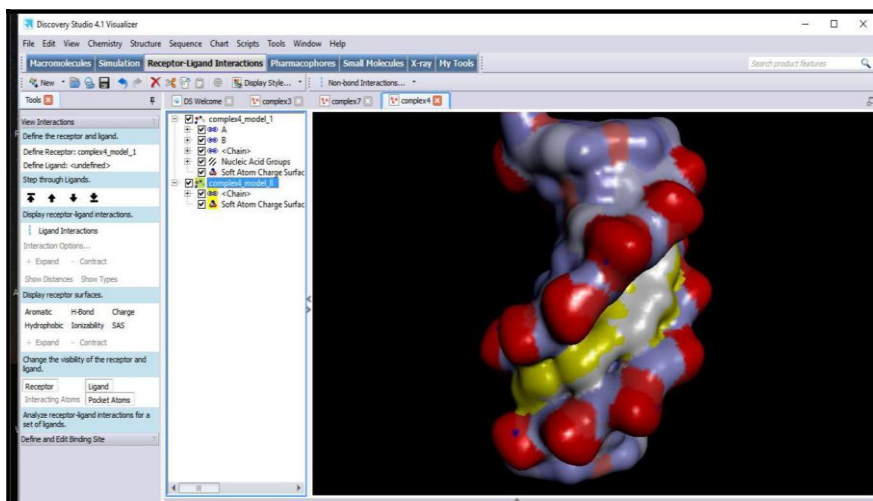 Discovery Studio 4.1 Visualizer
File Edit View Chemistry Structure Sequence Chart Scripts Tools Window Help
Macromolecules Simulation Receptor-Ligand Interactions Pharmacophores Small Molecules X-ray My Tools
Search product features
New Display Style... Non-bond Interactions...
Tools
DS Welcome complex3 complex7 complex4
View Interactions
Define the receptor and ligand.
Define Receptor: complex4_model_1
Define Ligand: <undefined>
Step through Ligands.
Display receptor-ligand interactions.
Ligand Interactions
Interaction Options...
+ Expand - Contract
Show Distances Show Types
Display receptor surfaces.
Aromatic H-Bond Charge
Hydrophobic Ionizability SAS
+ Expand - Contract
Change the visibility of the receptor and
ligand.
Receptor Ligand
Interacting Atoms Pocket Atoms
Analyze receptor-ligand interactions for a
set of ligands.
Define and Edit Binding Site
complex4_model_1
A
B
<Chain>
Nucleic Acid Groups
Soft Atom Charge Surfac
complex4_model_8
<Chain>
Soft Atom Charge Surfac